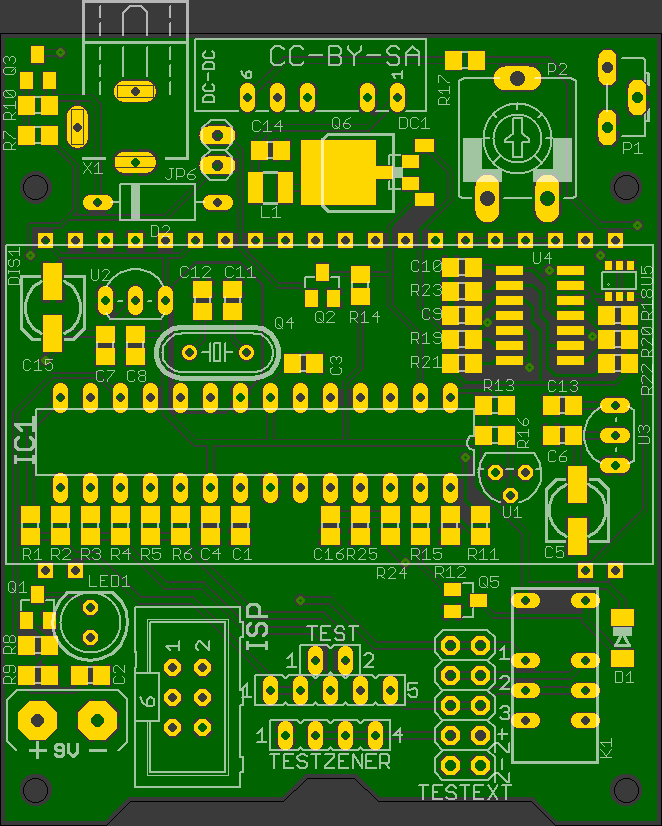 CC-BY-SA
DC-DC
6
1
Q3
R10
R7
X1
JP6
C14
Q6
DC1
R17
P2
P1
L1
D2
DIS1
U2
C12
C11
Q2
R14
C10
R23
C9
R19
R21
U4
U5
R18
R20
R22
C15
C7
C8
Q4
C3
R13
C13
IC1
R16
C6
U3
U1
C5
R1
R2
R3
R4
R5
R6
C4
C1
C16
R25
R24
R15
R11
R12
Q5
Q1
LED1
R8
R9
C2
ISP
1
2
6
TEST
1
2
1
5
1
4
TESTZENER
1
2
3
+
-2
2-
TESTEXT
K1
D1
+ 9V -